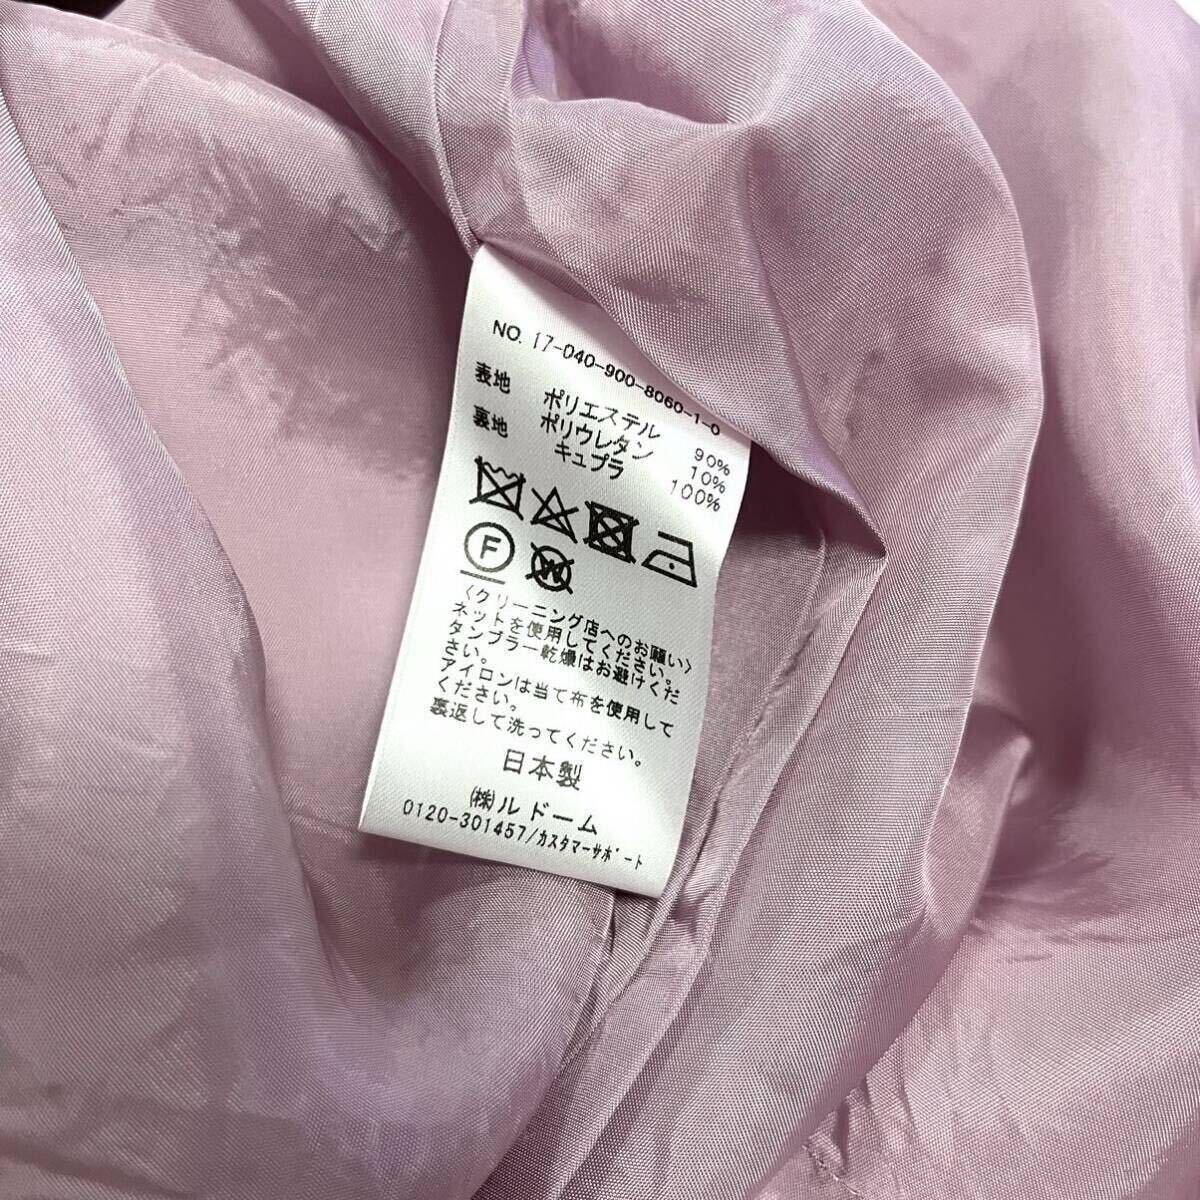 NO. 17-040-900-8060-1-0
表地 ポリエステル 90%
ポリウレタン 10%
裏地 キュプラ 100%
F
W
〈クリーニング店へのお願い〉
ネットを使用してください。
タンブラー乾燥はお避けくだ
さい。
アイロンは当て布を使用して
ください。
裏返して洗ってください。
日本製
㈱ルドーム
0120-301457/カスタマーサポート